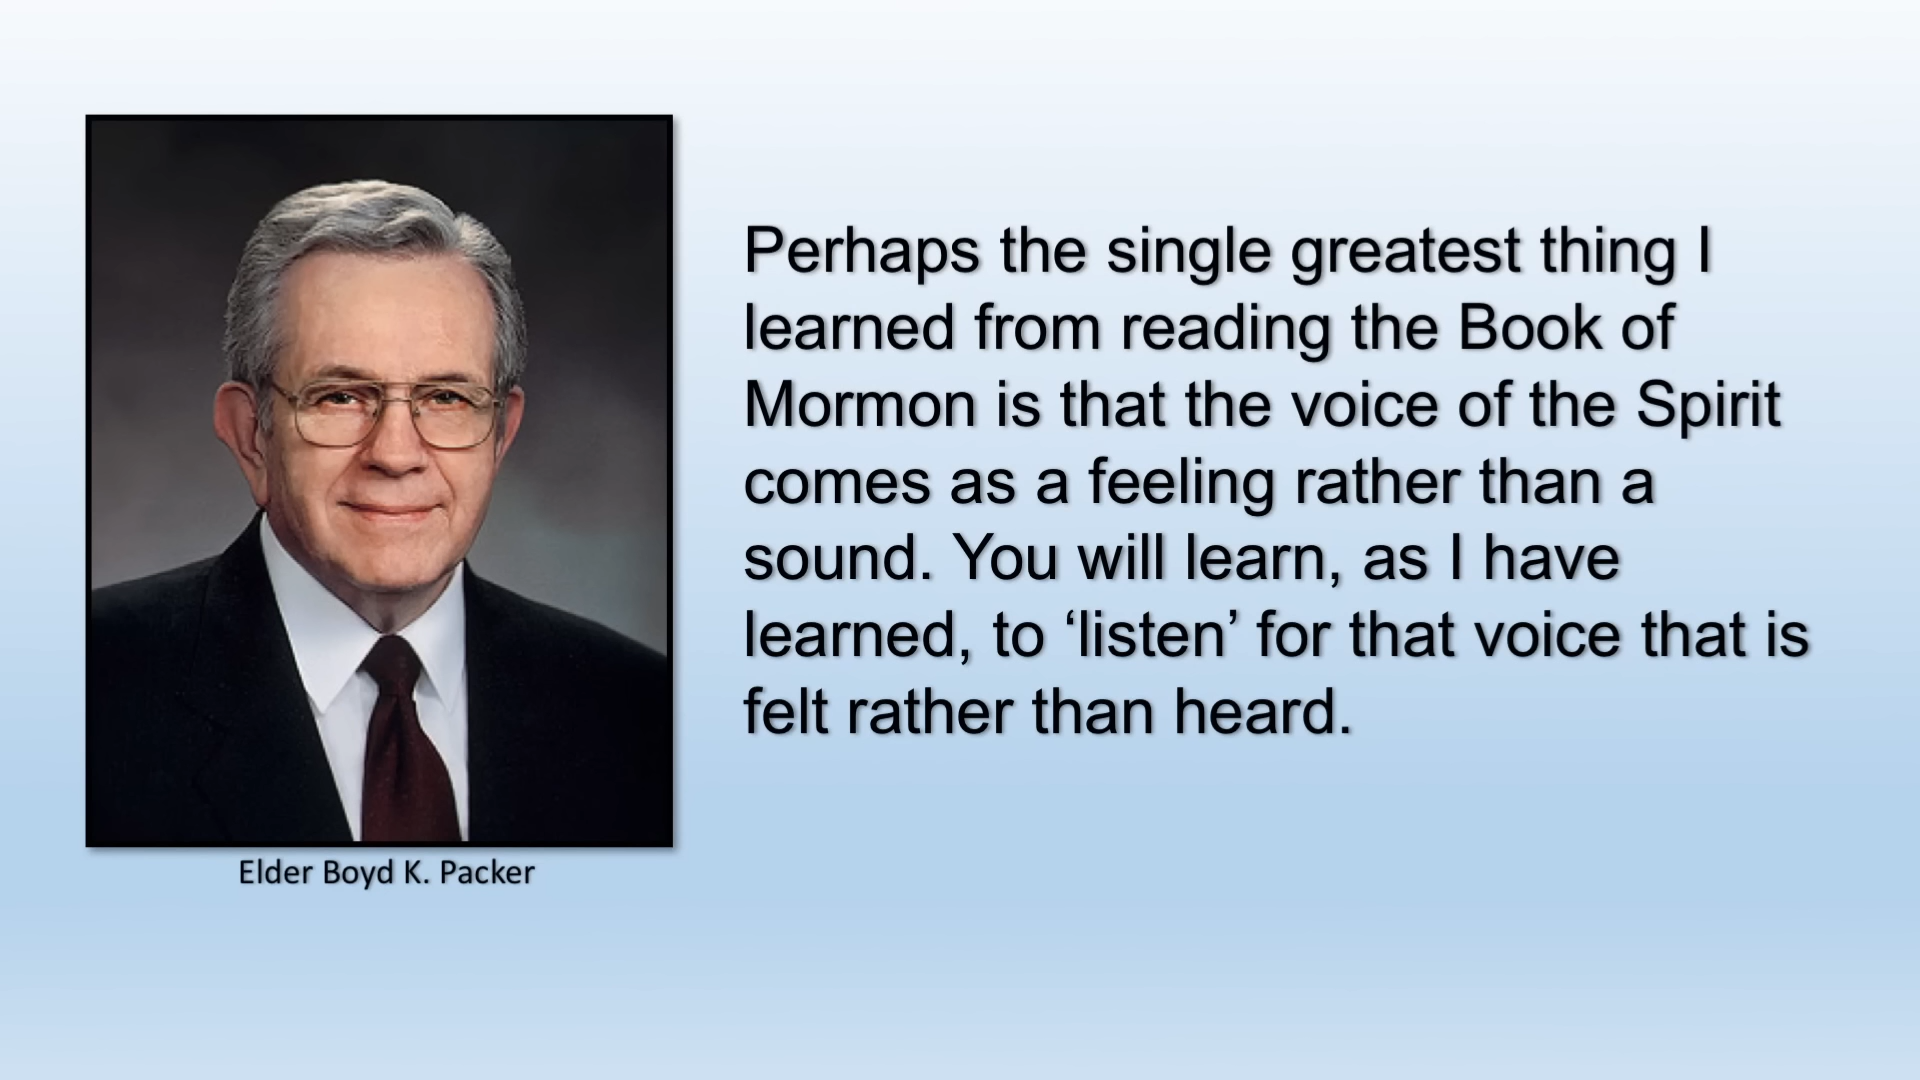 Perhaps the single greatest thing I
learned from reading the Book of
Mormon is that the voice of the Spirit
comes as a feeling rather than a
sound. You will learn, as I have
learned, to ‘listen’ for that voice that is
felt rather than heard.
Elder Boyd K. Packer